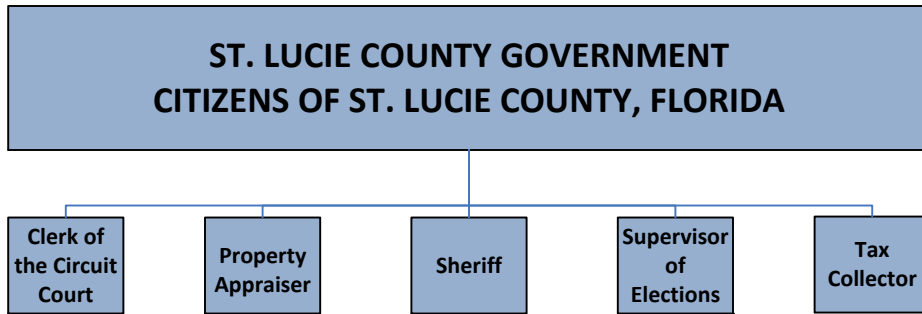 ST. LUCIE COUNTY GOVERNMENT
CITIZENS OF ST. LUCIE COUNTY, FLORIDA
Clerk of
the Circuit
Court
Property
Appraiser
Sheriff
Supervisor
of
Elections
Tax
Collector